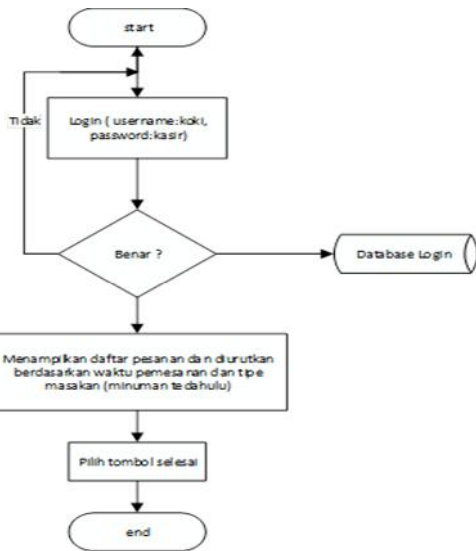 start
Tidak
Login ( username:koki,
password:kasir)
Benar ?
Database Login
Menampilkan daftar pesanan dan diurutkan
berdasarkan waktu pemesanan dan tipe
masakan (minuman tedahulu)
Pilih tombol selesai
end